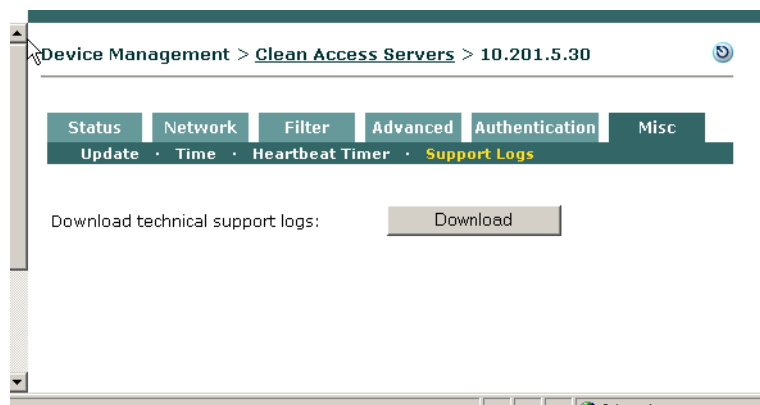 Device Management > Clean Access Servers > 10.201.5.30
Status Network Filter Advanced Authentication Misc
Update · Time · Heartbeat Timer · Support Logs
Download technical support logs: Download